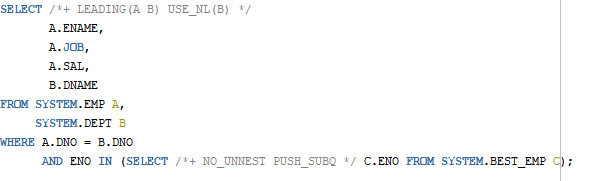 SELECT /*+ LEADING(A B) USE_NL(B) */
A.ENAME,
A.JOB,
A.SAL,
B.DNAME
FROM SYSTEM.EMP A,
SYSTEM.DEPT B
WHERE A.DNO = B.DNO
AND ENO IN (SELECT /*+ NO_UNNEST PUSH_SUBQ */ C.ENO FROM SYSTEM.BEST_EMP C);